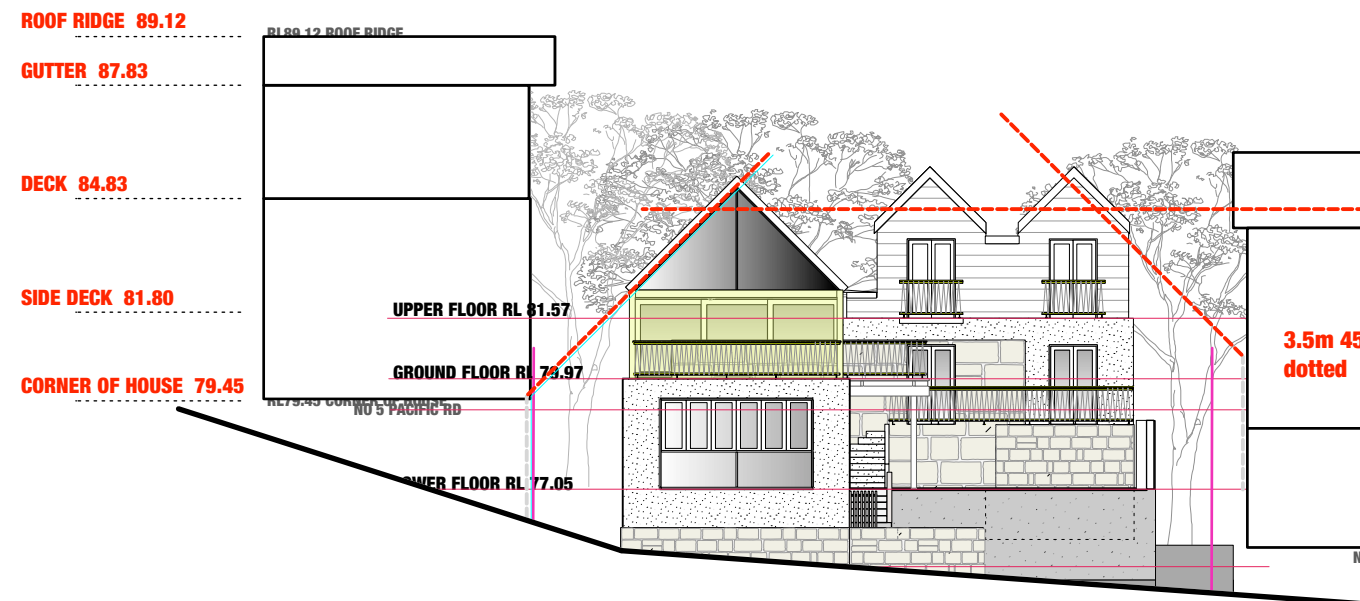 ROOF RIDGE 89.12
RL89.12 ROOF RIDGE
GUTTER 87.83
DECK 84.83
SIDE DECK 81.80
UPPER FLOOR RL 81.57
3.5m 45
dotted
GROUND FLOOR RL 79.97
CORNER OF HOUSE 79.45
RL79.45 CORNER OF HOUSE
NO 5 PACIFIC RD
OWER FLOOR RL 77.05
N